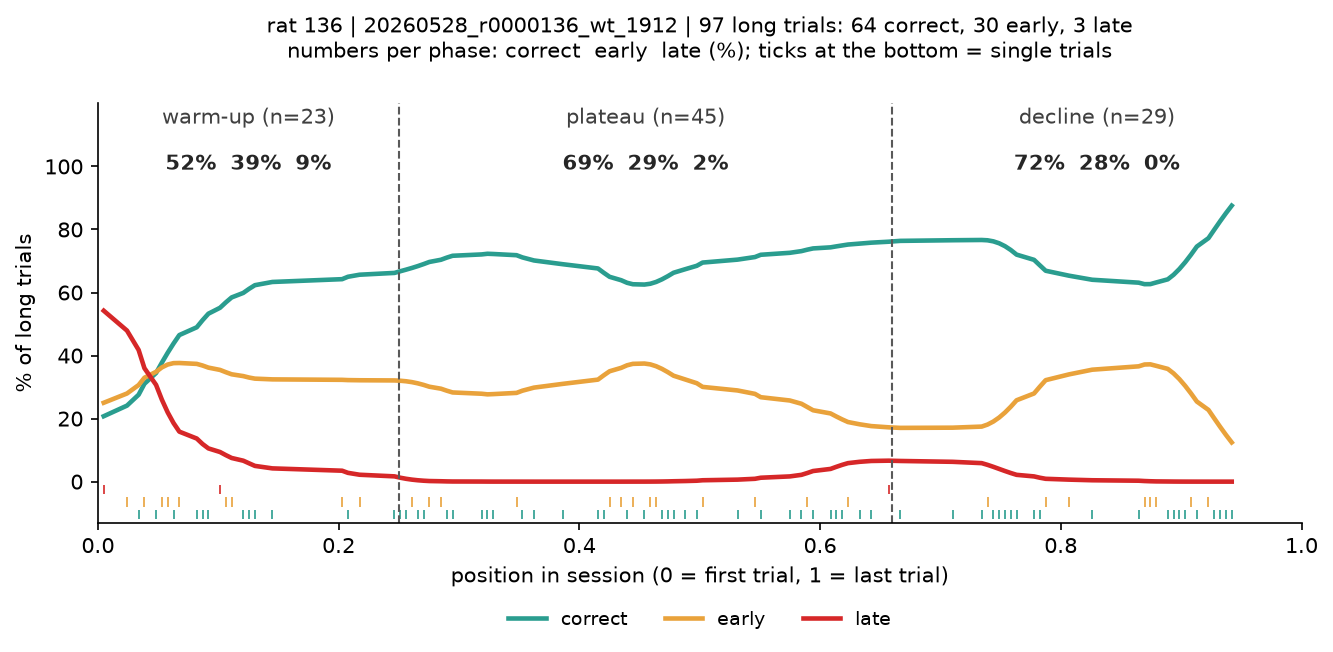 rat 136 | 20260528_r0000136_wt_1912 | 97 long trials: 64 correct, 30 early, 3 late
numbers per phase: correct  early  late (%); ticks at the bottom = single trials
warm-up (n=23)
plateau (n=45)
decline (n=29)
52%  39%  9%
69%  29%  2%
72%  28%  0%
% of long trials
100
80
60
40
20
0
0.0
0.2
0.4
0.6
0.8
1.0
position in session (0 = first trial, 1 = last trial)
correct
early
late